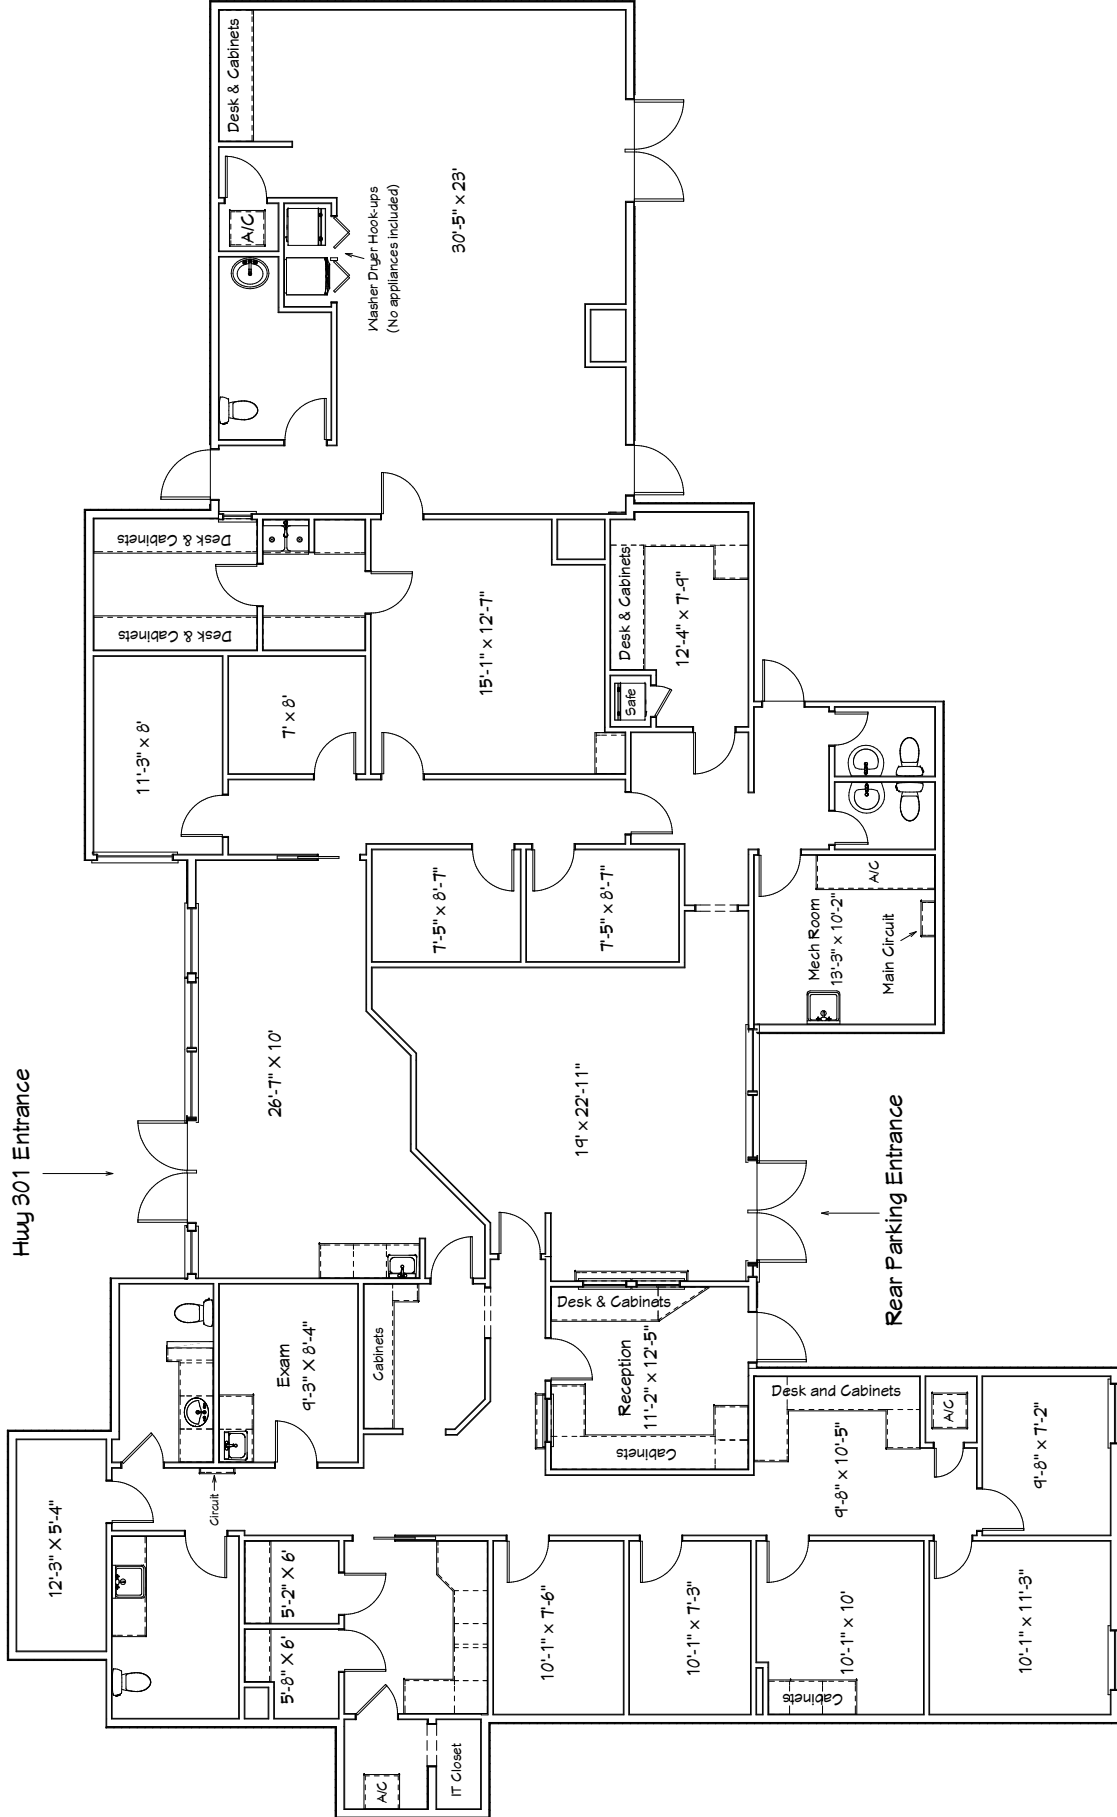 Desk & Cabinets
A/C
Washer Dryer Hook-ups
(No appliances included)
30'-5" x 23'
Desk & Cabinets
Desk & Cabinets
11'-3" x 8'
7' x 8'
15'-1" x 12'-7"
Desk & Cabinets
12'-4" x 7'-9"
Safe
7'-5" x 8'-7"
7'-5" x 8'-7"
Mech Room
13'-3" x 10'-2"
A/C
Main Circuit
Hwy 301 Entrance
26'-7" X 10'
19' x 22'-11"
Rear Parking Entrance
Exam
9'-3" X 8'-4"
Cabinets
Desk & Cabinets
Reception
11'-2" x 12'-5"
Cabinets
Desk and Cabinets
9'-8" x 10'-5"
A/C
9'-8" x 7'-2"
12'-3" X 5'-4"
Circuit
5'-2" X 6'
5'-8" X 6'
10'-1" x 7'-6"
10'-1" x 7'-3"
10'-1" x 10'
Cabinets
10'-1" x 11'-3"
A/C
IT Closet